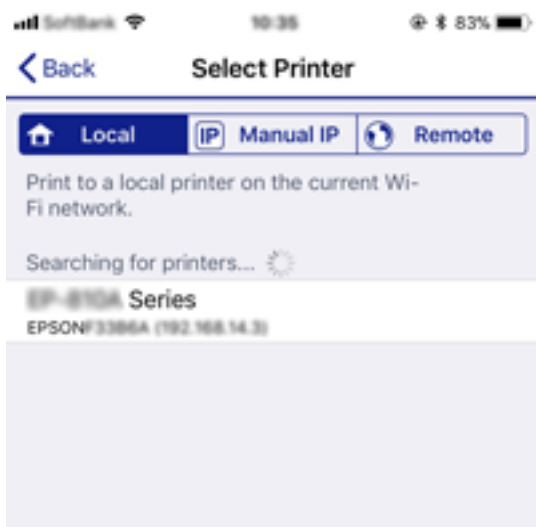 SoftBank 10:35 83%
Back Select Printer
Local IP Manual IP Remote
Print to a local printer on the current Wi-
Fi network.
Searching for printers...
Series
EPSON